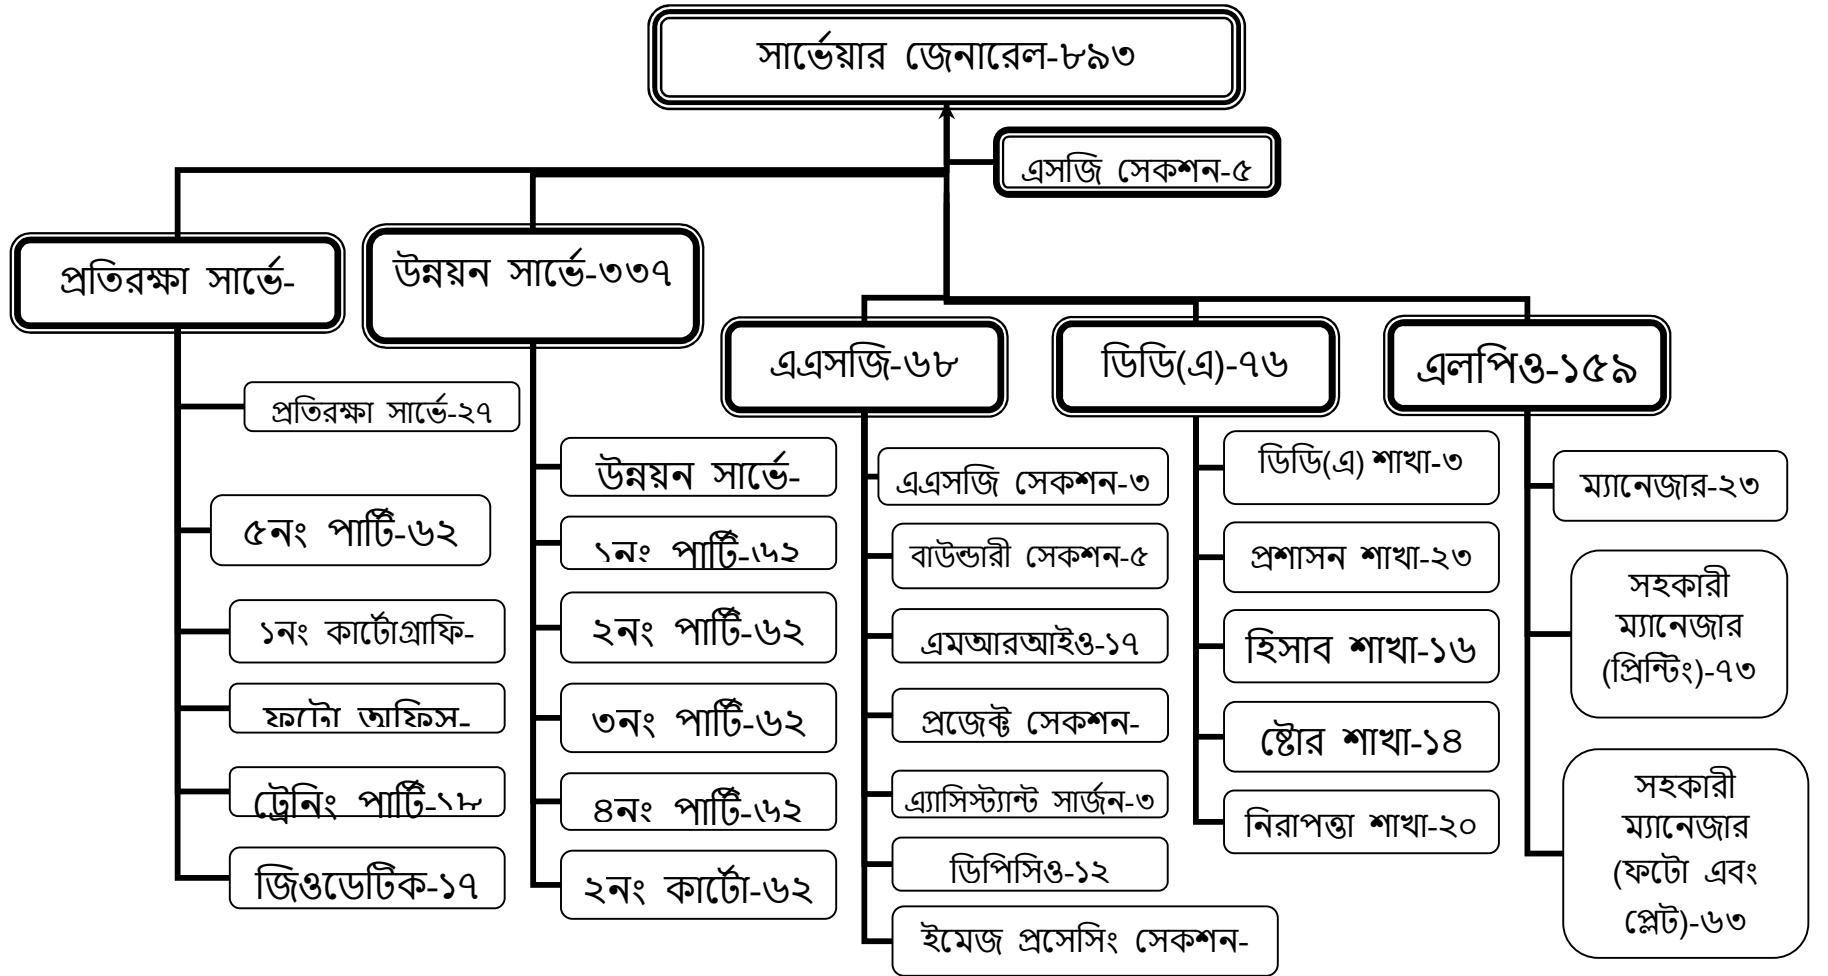 সার্ভেয়ার জেনারেল-৮৯৩
এসজি সেকশন-৫
প্রতিরক্ষা সার্ভে-
উন্নয়ন সার্ভে-৩৩৭
এএসজি-৬৮
ডিডি(এ)-৭৬
এলপিও-১৫৯
প্রতিরক্ষা সার্ভে-২৭
৫নং পার্টি-৬২
১নং কার্টোগ্রাফি-
ফটো অফিস-
ট্রেনিং পার্টি-১৮
জিওডেটিক-১৭
উন্নয়ন সার্ভে-
১নং পার্টি-৬২
২নং পার্টি-৬২
৩নং পার্টি-৬২
৪নং পার্টি-৬২
২নং কার্টো-৬২
এএসজি সেকশন-৩
বাউন্ডারী সেকশন-৫
এমআরআইও-১৭
প্রজেক্ট সেকশন-
এ্যাসিস্ট্যান্ট সার্জন-৩
ডিপিসিও-১২
ইমেজ প্রসেসিং সেকশন-
ডিডি(এ) শাখা-৩
প্রশাসন শাখা-২৩
হিসাব শাখা-১৬
ষ্টোর শাখা-১৪
নিরাপত্তা শাখা-২০
ম্যানেজার-২৩
সহকারী
ম্যানেজার
(প্রিন্টিং)-৭৩
সহকারী
ম্যানেজার
(ফটো এবং
প্লেট)-৬৩